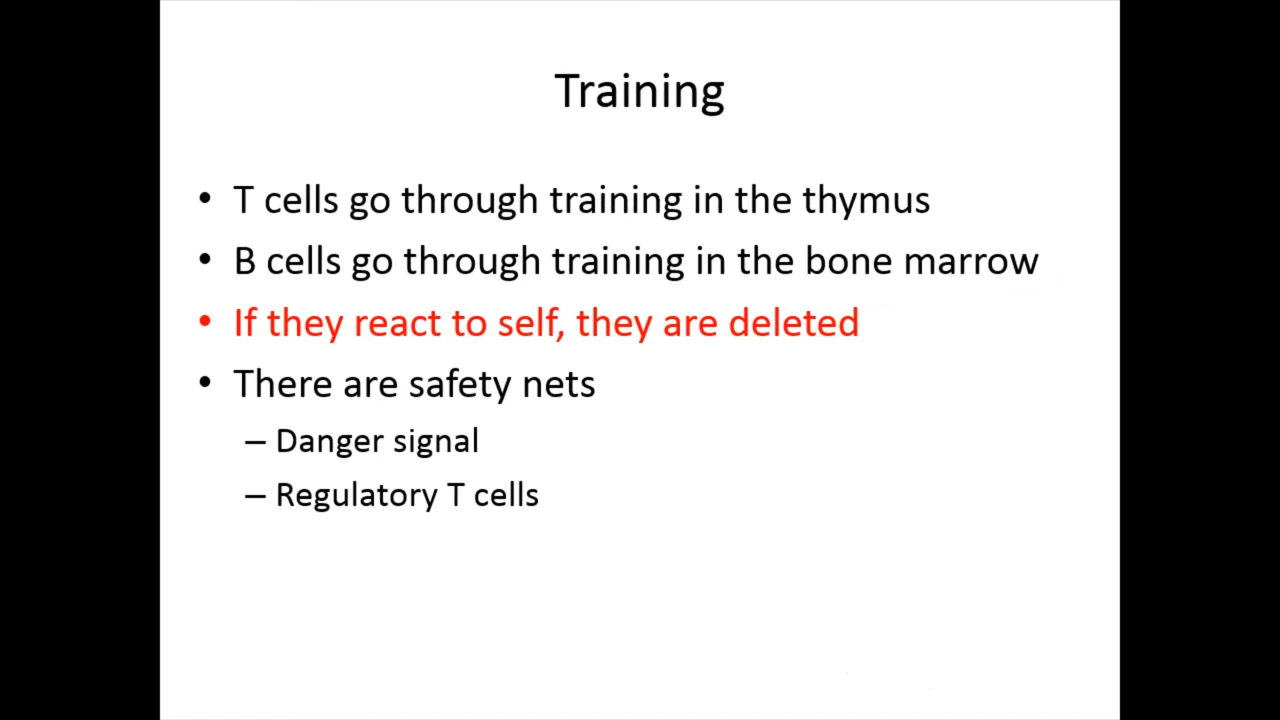 Training
• T cells go through training in the thymus
• B cells go through training in the bone marrow
• If they react to self, they are deleted
• There are safety nets
– Danger signal
– Regulatory T cells